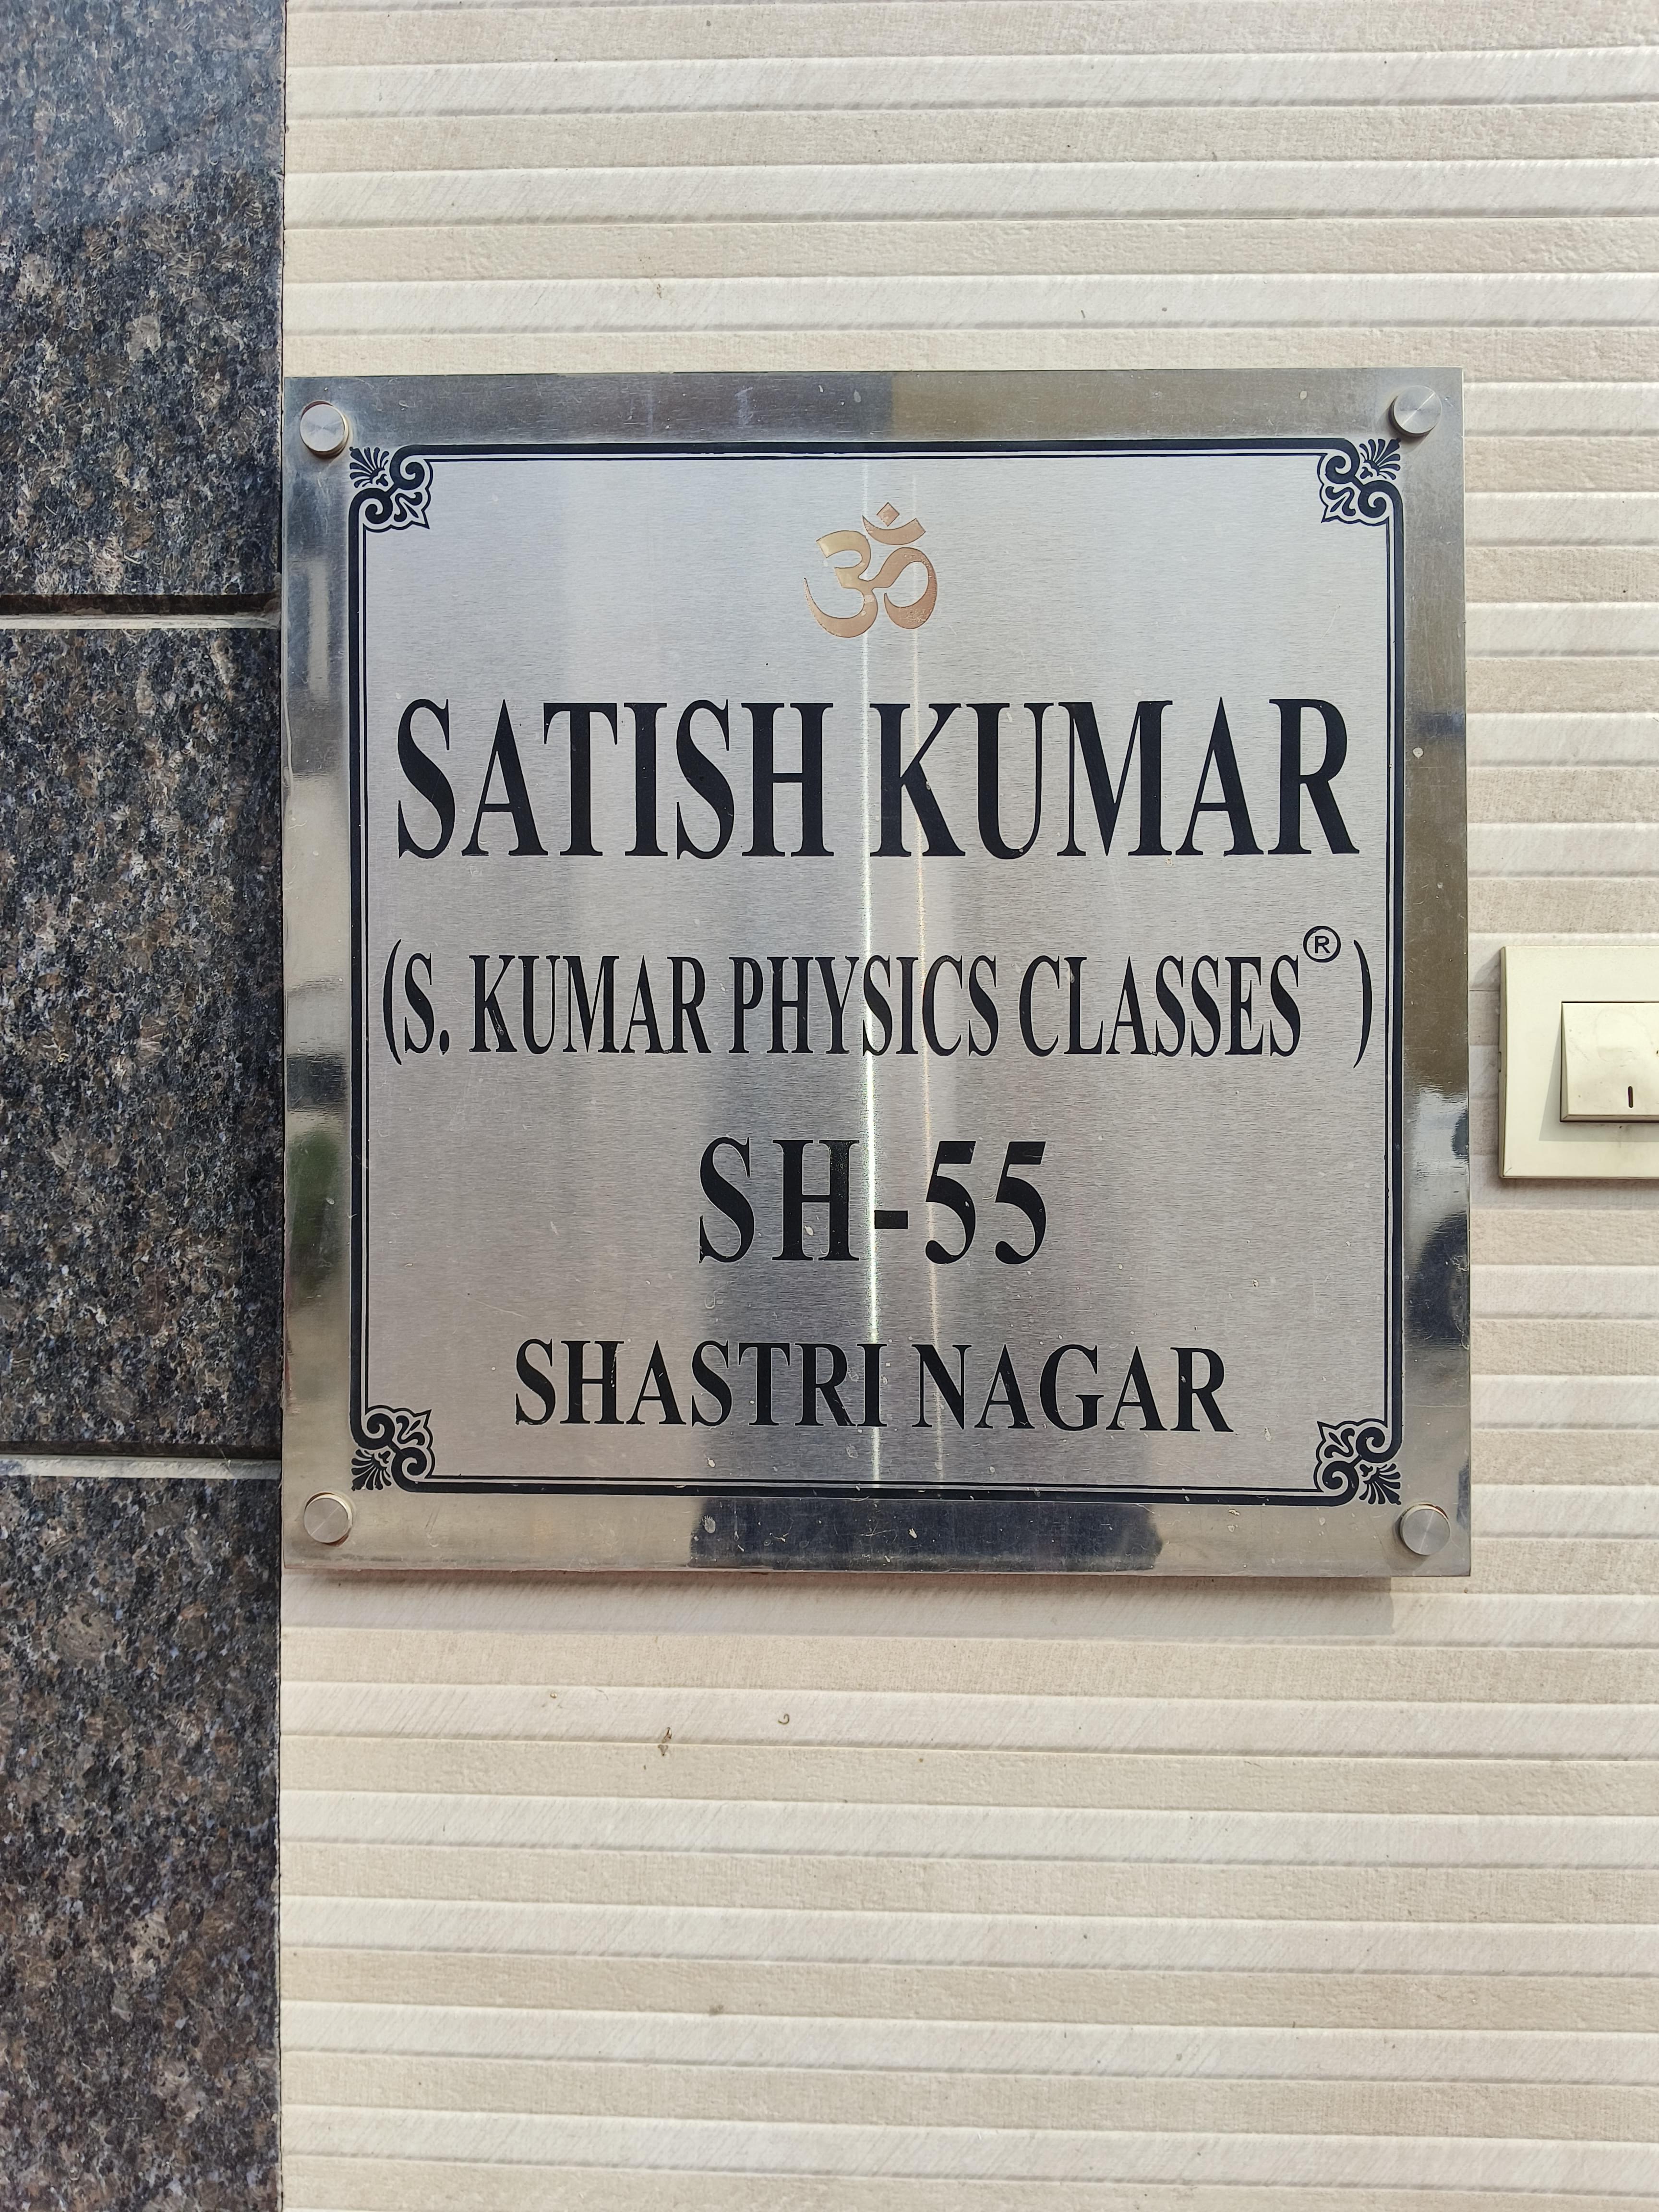 ॐ
SATISH KUMAR
(S. KUMAR PHYSICS CLASSES® )
SH-55
SHASTRI NAGAR